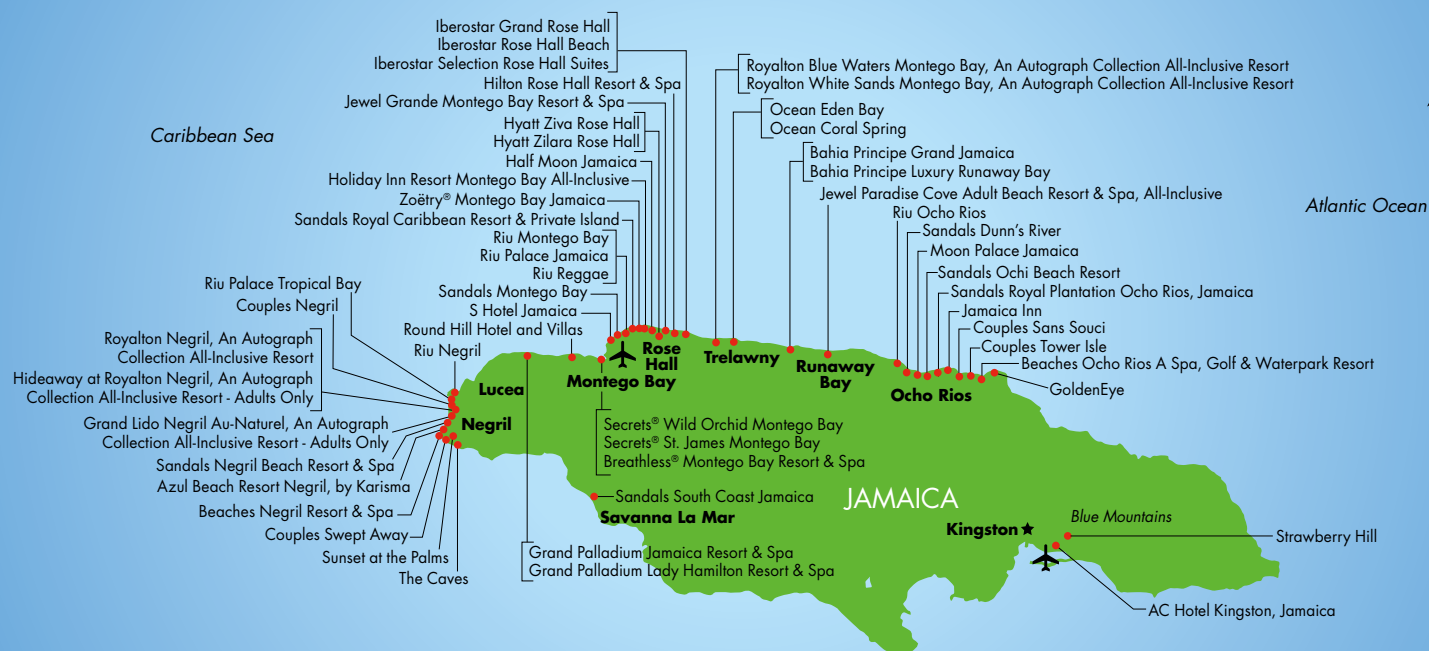 Iberostar Grand Rose Hall
Iberostar Rose Hall Beach
Iberostar Selection Rose Hall Suites
Hilton Rose Hall Resort & Spa
Jewel Grande Montego Bay Resort & Spa
Hyatt Ziva Rose Hall
Hyatt Zilara Rose Hall
Half Moon Jamaica
Holiday Inn Resort Montego Bay All-Inclusive
Zoëtry® Montego Bay Jamaica
Sandals Royal Caribbean Resort & Private Island
Riu Montego Bay
Riu Palace Jamaica
Riu Reggae
Sandals Montego Bay
S Hotel Jamaica
Round Hill Hotel and Villas
Riu Negril
Caribbean Sea
Royalton Blue Waters Montego Bay, An Autograph Collection All-Inclusive Resort
Royalton White Sands Montego Bay, An Autograph Collection All-Inclusive Resort
Ocean Eden Bay
Ocean Coral Spring
Bahia Principe Grand Jamaica
Bahia Principe Luxury Runaway Bay
Jewel Paradise Cove Adult Beach Resort & Spa, All-Inclusive
Riu Ocho Rios
Sandals Dunn's River
Moon Palace Jamaica
Sandals Ochi Beach Resort
Sandals Royal Plantation Ocho Rios, Jamaica
Jamaica Inn
Couples Sans Souci
Couples Tower Isle
Beaches Ocho Rios A Spa, Golf & Waterpark Resort
GoldenEye
Atlantic Ocean
Riu Palace Tropical Bay
Couples Negril
Royalton Negril, An Autograph
Collection All-Inclusive Resort
Hideaway at Royalton Negril, An Autograph
Collection All-Inclusive Resort - Adults Only
Grand Lido Negril Au-Naturel, An Autograph
Collection All-Inclusive Resort - Adults Only
Sandals Negril Beach Resort & Spa
Azul Beach Resort Negril, by Karisma
Beaches Negril Resort & Spa
Couples Swept Away
Sunset at the Palms
The Caves
Lucea
Negril
Montego Bay
Rose
Hall
Trelawny
Runaway
Bay
Ocho Rios
Secrets® Wild Orchid Montego Bay
Secrets® St. James Montego Bay
Breathless® Montego Bay Resort & Spa
Sandals South Coast Jamaica
Savanna La Mar
JAMAICA
Grand Palladium Jamaica Resort & Spa
Grand Palladium Lady Hamilton Resort & Spa
Kingston
Blue Mountains
Strawberry Hill
AC Hotel Kingston, Jamaica